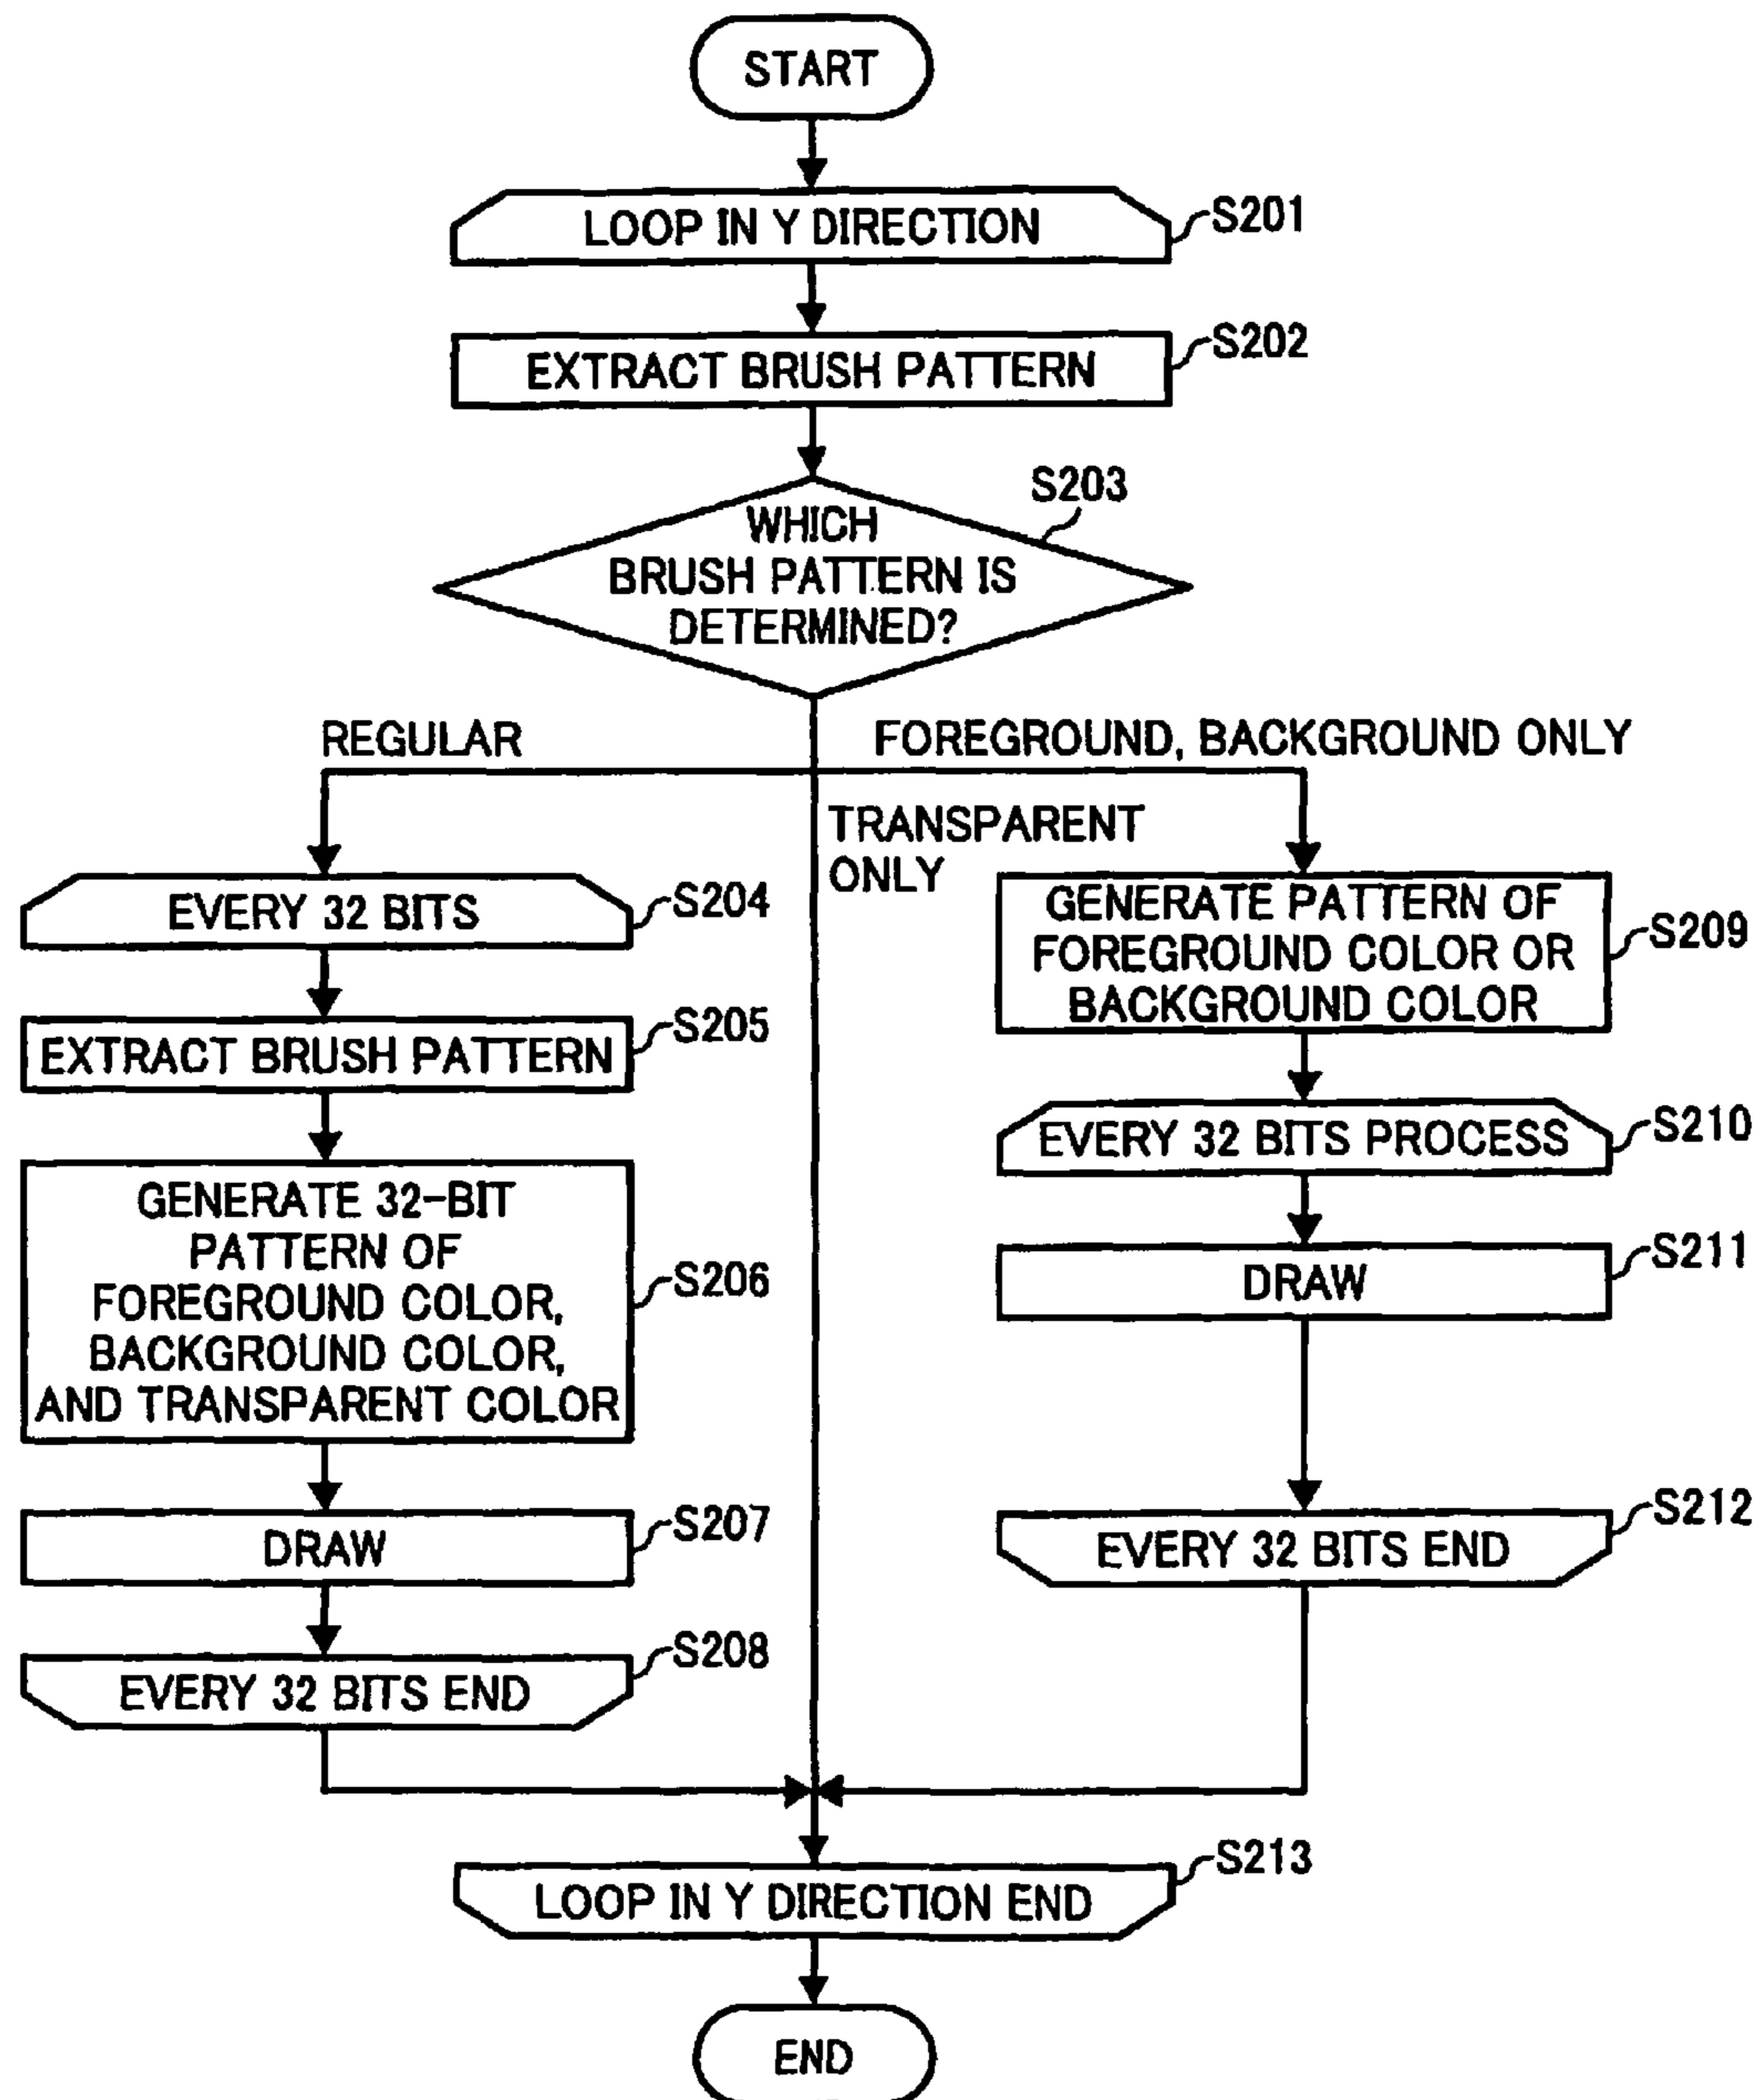 START
LOOP IN Y DIRECTION
S201
EXTRACT BRUSH PATTERN
S202
S203
WHICH
BRUSH PATTERN IS
DETERMINED?
REGULAR
FOREGROUND, BACKGROUND ONLY
TRANSPARENT
ONLY
EVERY 32 BITS
S204
EXTRACT BRUSH PATTERN
S205
GENERATE 32-BIT
PATTERN OF
FOREGROUND COLOR,
BACKGROUND COLOR,
AND TRANSPARENT COLOR
S206
DRAW
S207
EVERY 32 BITS END
S208
GENERATE PATTERN OF
FOREGROUND COLOR OR
BACKGROUND COLOR
S209
EVERY 32 BITS PROCESS
S210
DRAW
S211
EVERY 32 BITS END
S212
LOOP IN Y DIRECTION END
S213
END